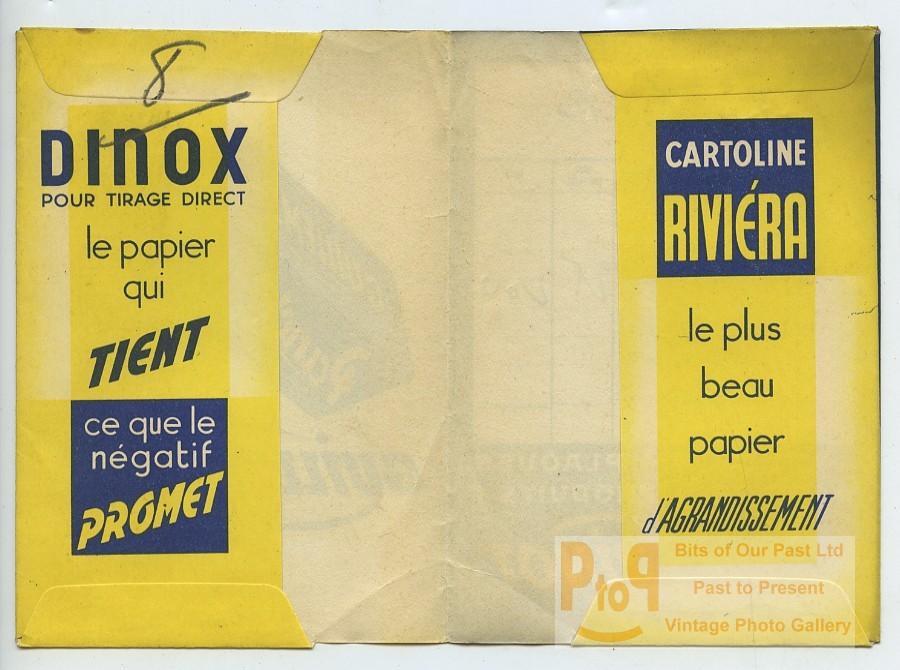 8
DINOX
POUR TIRAGE DIRECT
le papier
qui
TIENT
ce que le
négatif
PROMET
CARTOLINE
RIVIÉRA
le plus
beau
papier
d'AGRANDISSEMENT
PtoP
Bits of Our Past Ltd
Past to Present
Vintage Photo Gallery